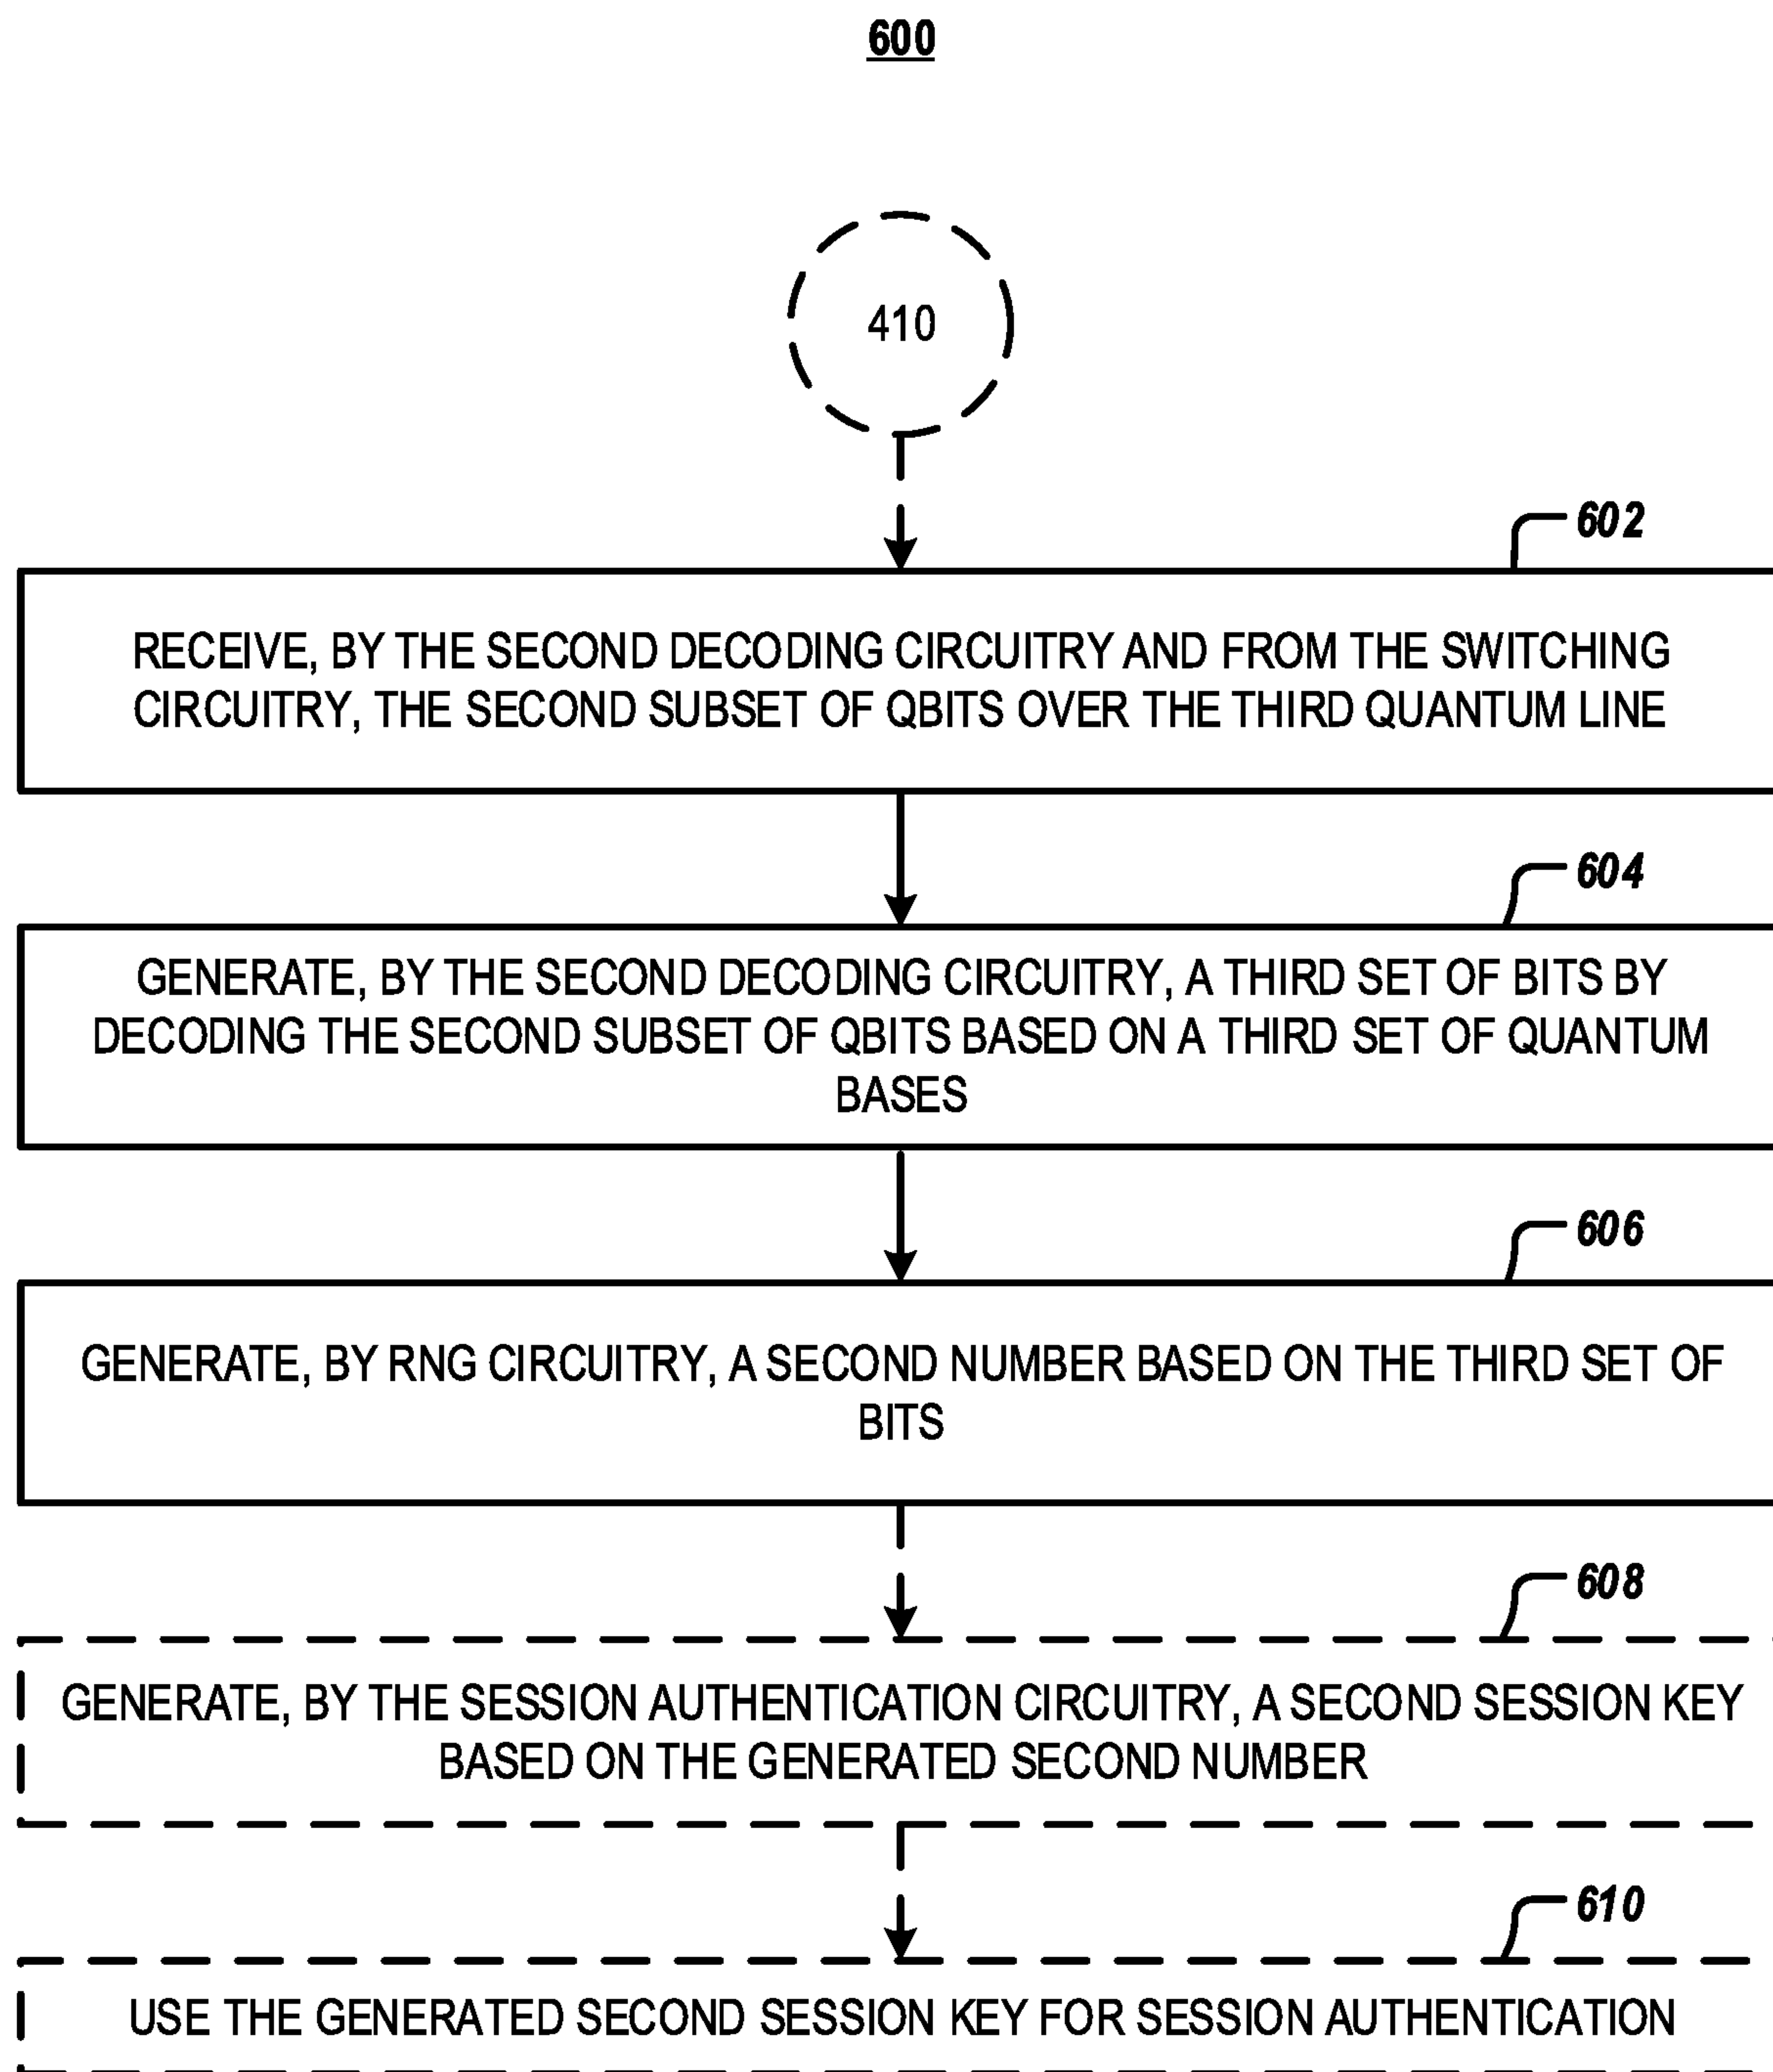 600
410
602
RECEIVE, BY THE SECOND DECODING CIRCUITRY AND FROM THE SWITCHING
CIRCUITRY, THE SECOND SUBSET OF QBITS OVER THE THIRD QUANTUM LINE
604
GENERATE, BY THE SECOND DECODING CIRCUITRY, A THIRD SET OF BITS BY
DECODING THE SECOND SUBSET OF QBITS BASED ON A THIRD SET OF QUANTUM
BASES
606
GENERATE, BY RNG CIRCUITRY, A SECOND NUMBER BASED ON THE THIRD SET OF
BITS
608
GENERATE, BY THE SESSION AUTHENTICATION CIRCUITRY, A SECOND SESSION KEY
BASED ON THE GENERATED SECOND NUMBER
610
USE THE GENERATED SECOND SESSION KEY FOR SESSION AUTHENTICATION